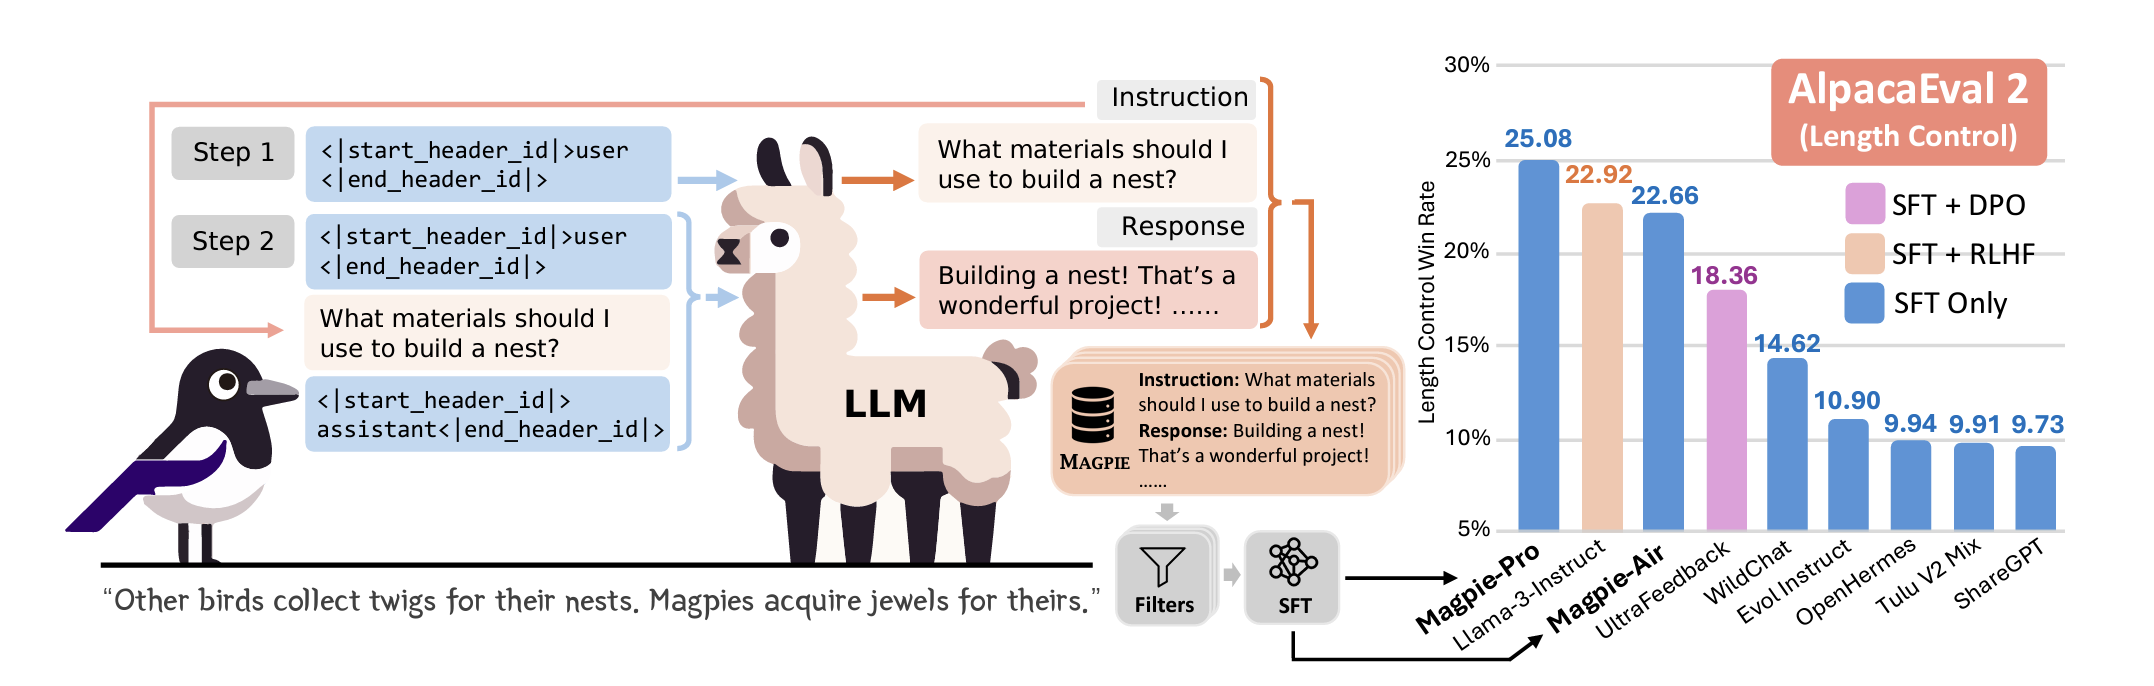 Instruction
Step 1
<|start_header_id|>user
<|end_header_id|>
What materials should I
use to build a nest?
Step 2
<|start_header_id|>user
<|end_header_id|>
What materials should I
use to build a nest?
<|start_header_id|>
assistant<|end_header_id|>
Response
Building a nest! That's a
wonderful project! ......
LLM
Instruction: What materials
should I use to build a nest?
Response: Building a nest!
That's a wonderful project!
......
MAGPIE
Filters
SFT
“Other birds collect twigs for their nests. Magpies acquire jewels for theirs.”
AlpacaEval 2
(Length Control)
SFT + DPO
SFT + RLHF
SFT Only
Length Control Win Rate
30%
25%
20%
15%
10%
5%
25.08
22.92
22.66
18.36
14.62
10.90
9.94
9.91
9.73
Magpie-Pro
Llama-3-Instruct
Magpie-Air
UltraFeedback
WildChat
Evol Instruct
OpenHermes
Tulu V2 Mix
ShareGPT